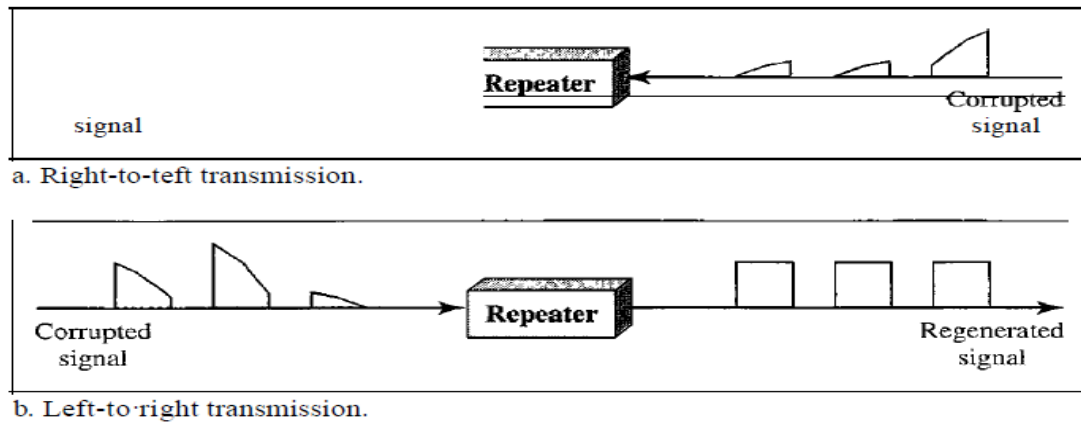 Repeater
Corrupted
signal
signal
a. Right-to-teft transmission.
Repeater
Corrupted
signal
Regenerated
signal
b. Left-to·right transmission.